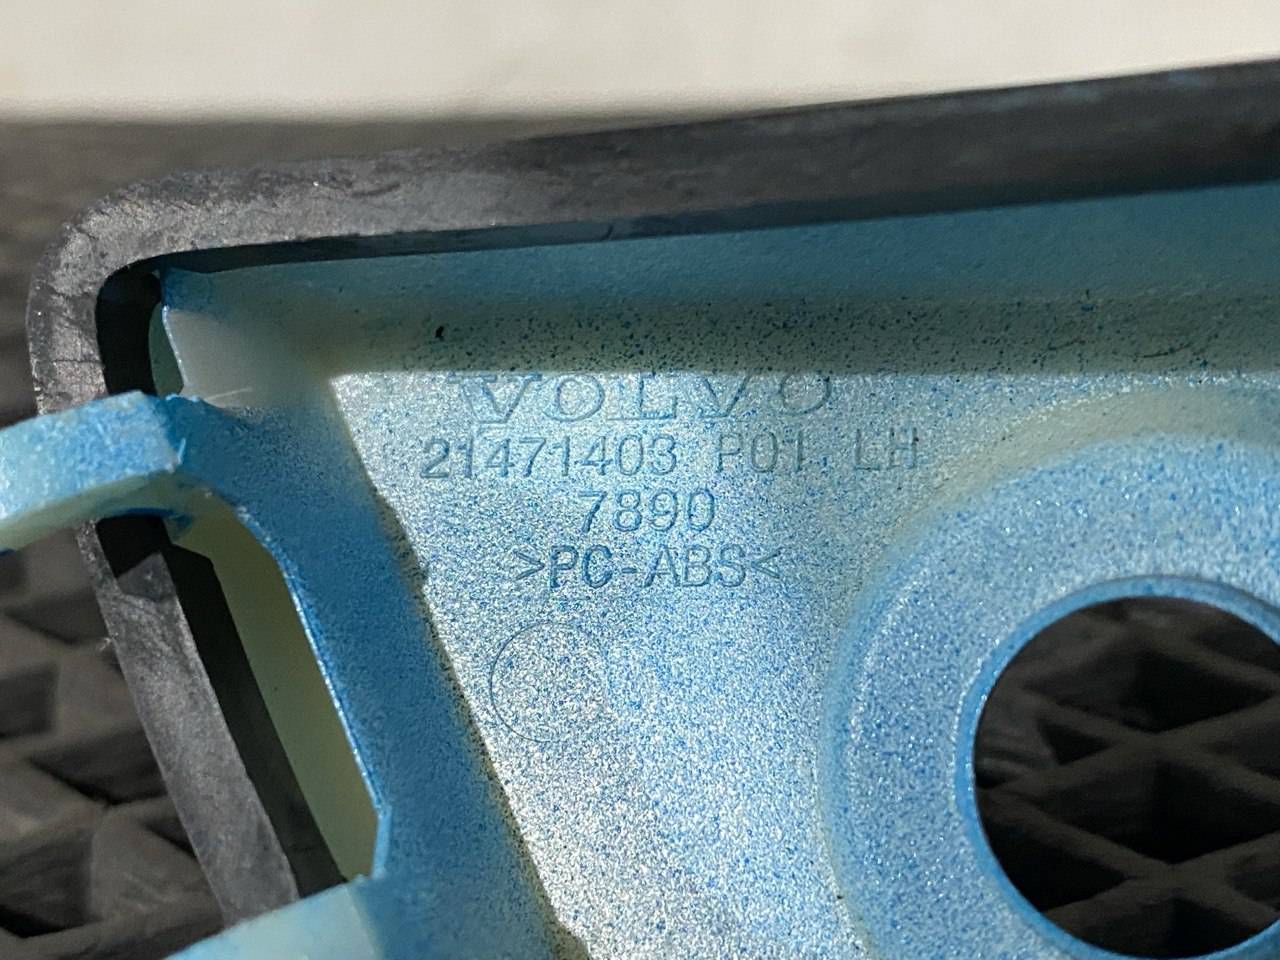 VOLVO
21471403 P01 LH
7890
>PC-ABS<